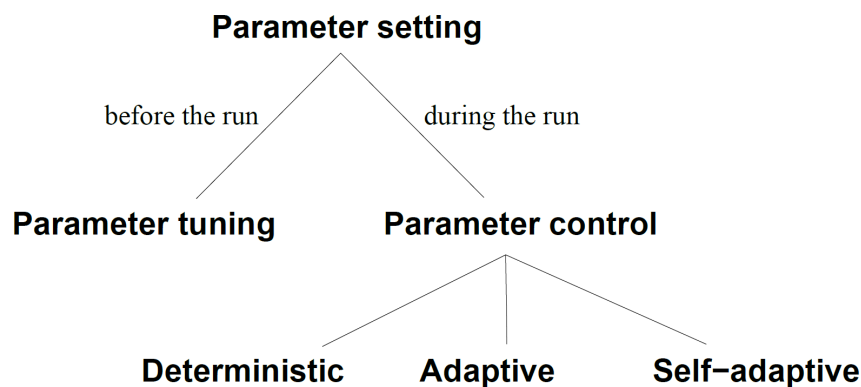 Parameter setting
before the run
during the run
Parameter tuning
Parameter control
Deterministic
Adaptive
Self−adaptive